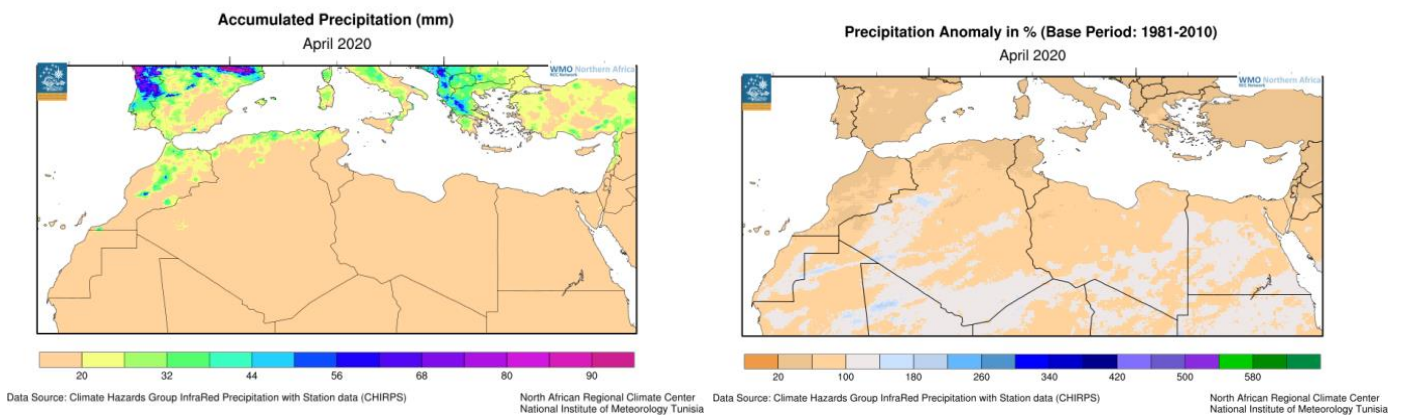 Accumulated Precipitation (mm)
April 2020
WMO Northern Africa
RCC Network
20 32 44 56 68 80 90
Data Source: Climate Hazards Group InfraRed Precipitation with Station data (CHIRPS)
North African Regional Climate Center
National Institute of Meteorology Tunisia
Precipitation Anomaly in % (Base Period: 1981-2010)
April 2020
WMO Northern Africa
RCC Network
20 100 180 260 340 420 500 580
Data Source: Climate Hazards Group InfraRed Precipitation with Station data (CHIRPS)
North African Regional Climate Center
National Institute of Meteorology Tunisia